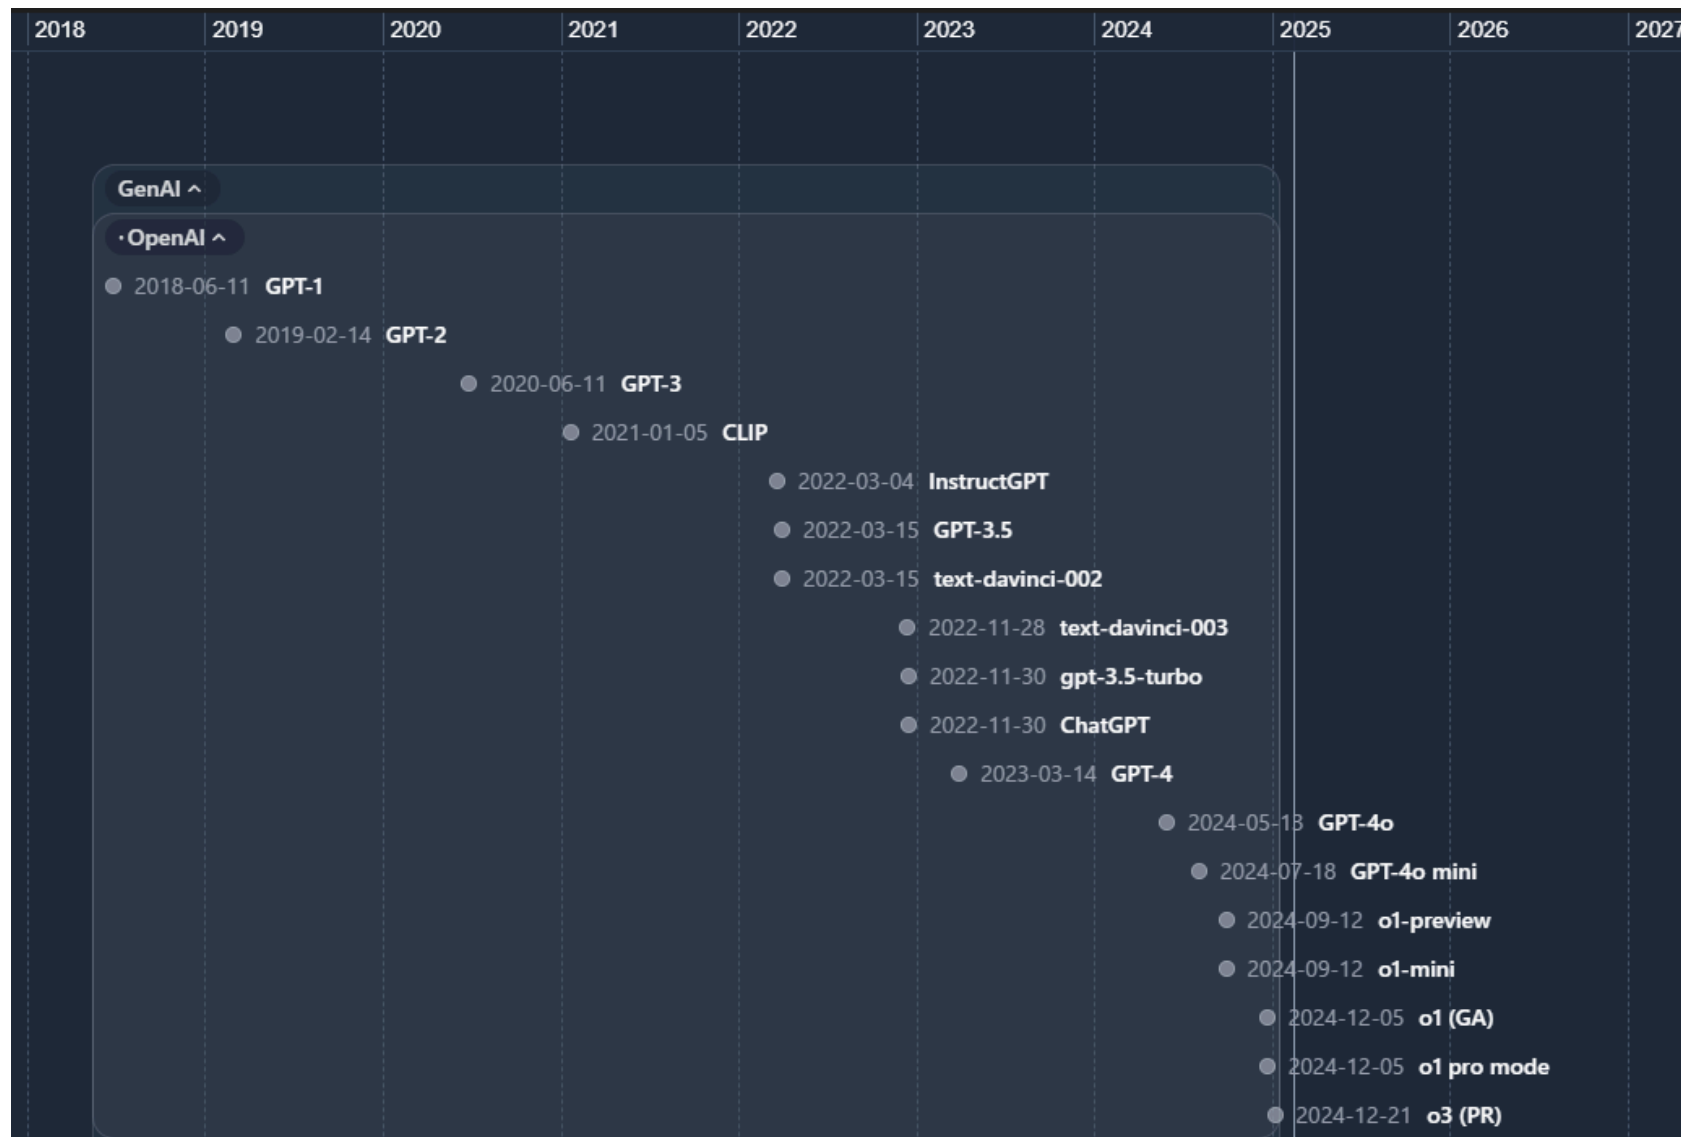 2018 2019 2020 2021 2022 2023 2024 2025 2026 2027
GenAI ^
·OpenAI ^
2018-06-11 GPT-1
2019-02-14 GPT-2
2020-06-11 GPT-3
2021-01-05 CLIP
2022-03-04 InstructGPT
2022-03-15 GPT-3.5
2022-03-15 text-davinci-002
2022-11-28 text-davinci-003
2022-11-30 gpt-3.5-turbo
2022-11-30 ChatGPT
2023-03-14 GPT-4
2024-05-13 GPT-4o
2024-07-18 GPT-4o mini
2024-09-12 o1-preview
2024-09-12 o1-mini
2024-12-05 o1 (GA)
2024-12-05 o1 pro mode
2024-12-21 o3 (PR)